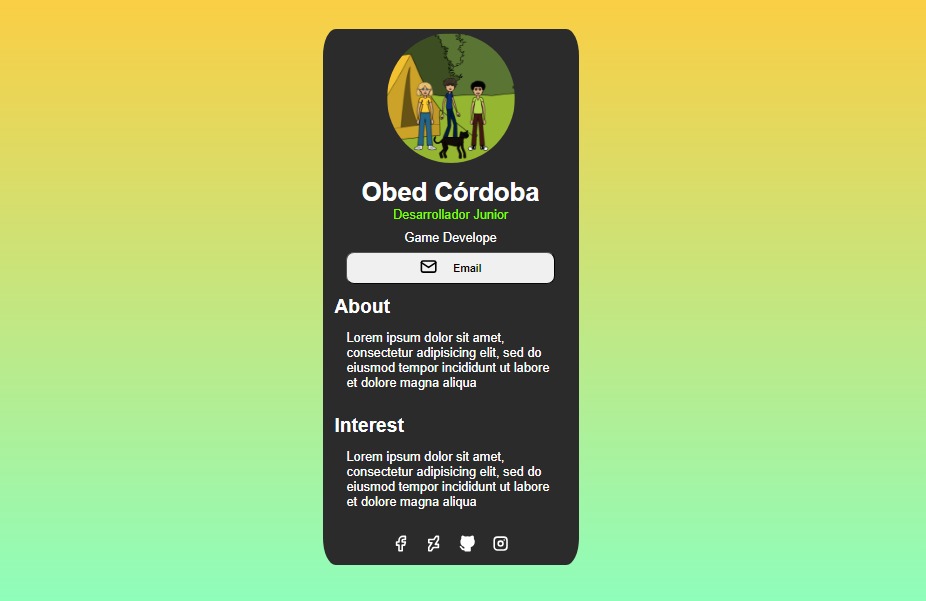 Obed Córdoba
Desarrollador Junior
Game Develope
Email
About
Lorem ipsum dolor sit amet,
consectetur adipisicing elit, sed do
eiusmod tempor incididunt ut labore
et dolore magna aliqua
Interest
Lorem ipsum dolor sit amet,
consectetur adipisicing elit, sed do
eiusmod tempor incididunt ut labore
et dolore magna aliqua